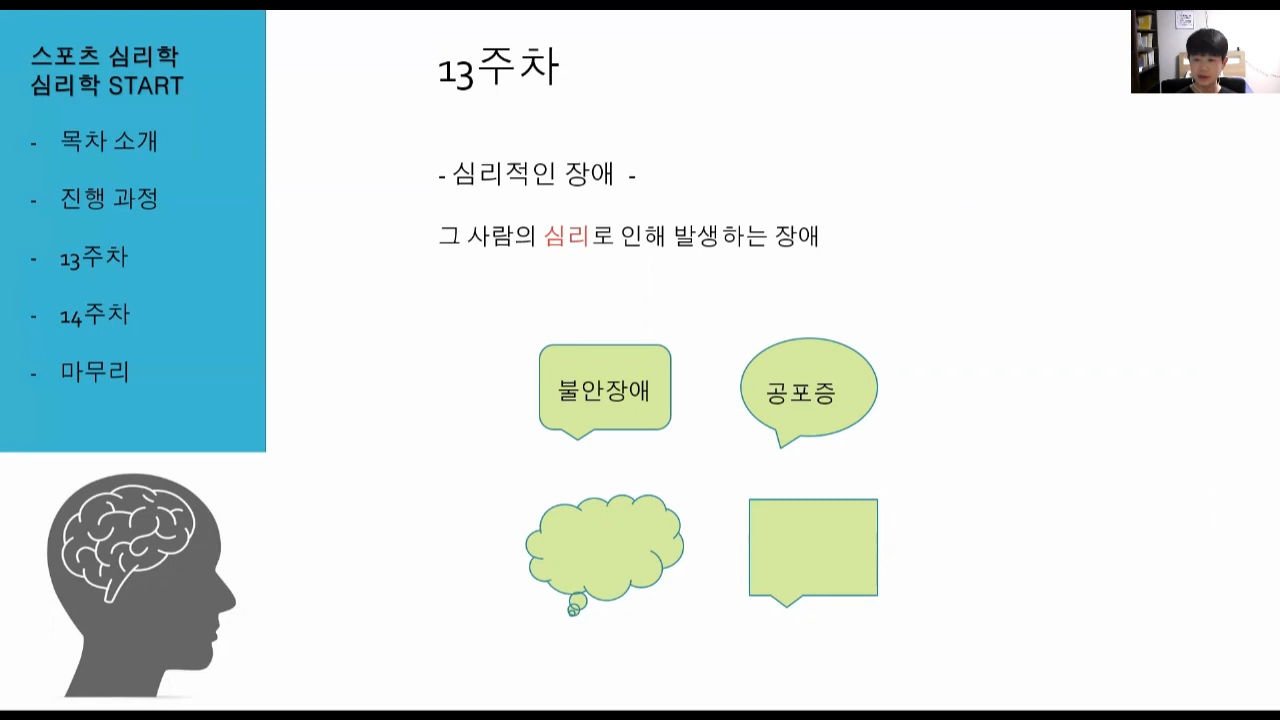 스포츠 심리학
심리학 START
- 목차 소개
- 진행 과정
- 13주차
- 14주차
- 마무리
13주차
- 심리적인 장애 -
그 사람의 심리로 인해 발생하는 장애
불안장애
공포증